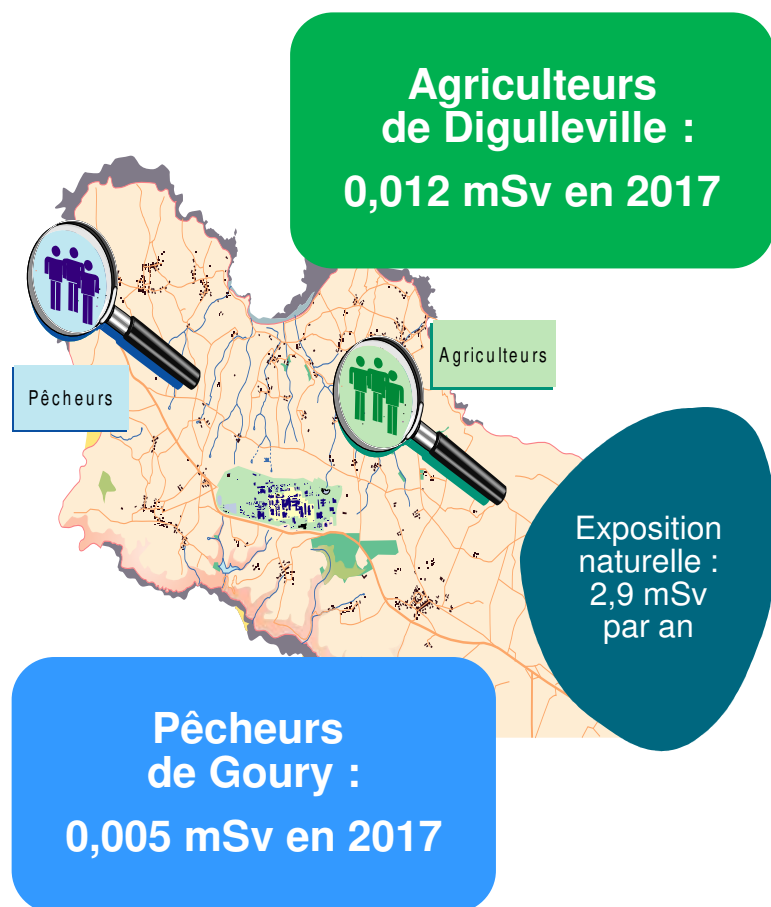 Agriculteurs
de Digulleville :
0,012 mSv en 2017
Agriculteurs
Pêcheurs
Exposition
naturelle :
2,9 mSv
par an
Pêcheurs
de Goury :
0,005 mSv en 2017